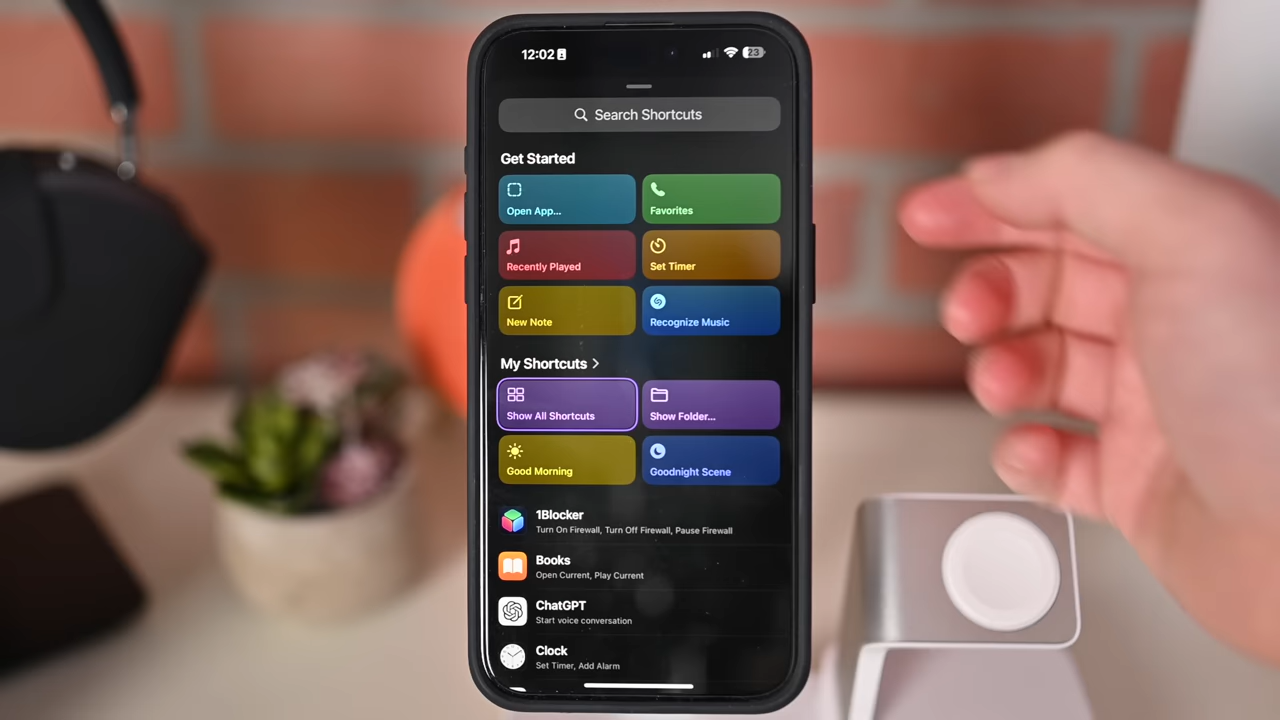 12:02
23
Search Shortcuts
Get Started
Open App...
Favorites
Recently Played
Set Timer
New Note
Recognize Music
My Shortcuts >
Show All Shortcuts
Show Folder...
Good Morning
Goodnight Scene
1Blocker
Turn On Firewall, Turn Off Firewall, Pause Firewall
Books
Open Current, Play Current
ChatGPT
Start voice conversation
Clock
Set Timer, Add Alarm